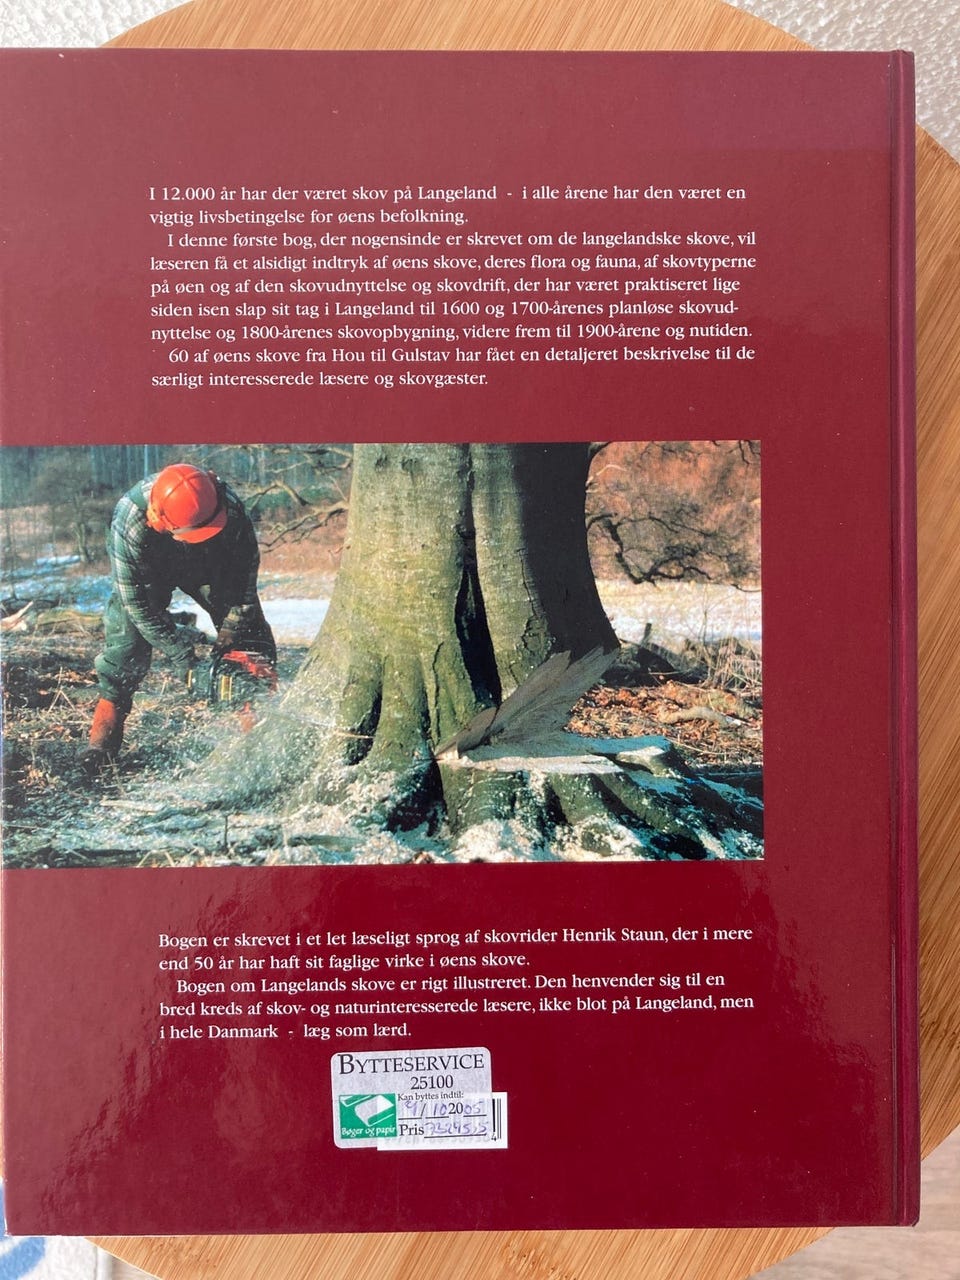 I 12.000 år har der været skov på Langeland - i alle årene har den været en
vigtig livsbetingelse for øens befolkning.
I denne første bog, der nogensinde er skrevet om de langelandske skove, vil
læseren få et alsidigt indtryk af øens skove, deres flora og fauna, af skovtyperne
på øen og af den skovudnyttelse og skovdrift, der har været praktiseret lige
siden isen slap sit tag i Langeland til 1600 og 1700-årenes planløse skovud-
nyttelse og 1800-årenes skovopbygning, videre frem til 1900-årene og nutiden.
60 af øens skove fra Hou til Gulstav har fået en detaljeret beskrivelse til de
særligt interesserede læsere og skovgæster.
Bogen er skrevet i et let læseligt sprog af skovrider Henrik Staun, der i mere
end 50 år har haft sit faglige virke i øens skove.
Bogen om Langelands skove er rigt illustreret. Den henvender sig til en
bred kreds af skov- og naturinteresserede læsere, ikke blot på Langeland, men
i hele Danmark - læg som lærd.
BYTTESERVICE
25100
Kan byttes indtil:
/10 2005
Bøger og papir
Pris